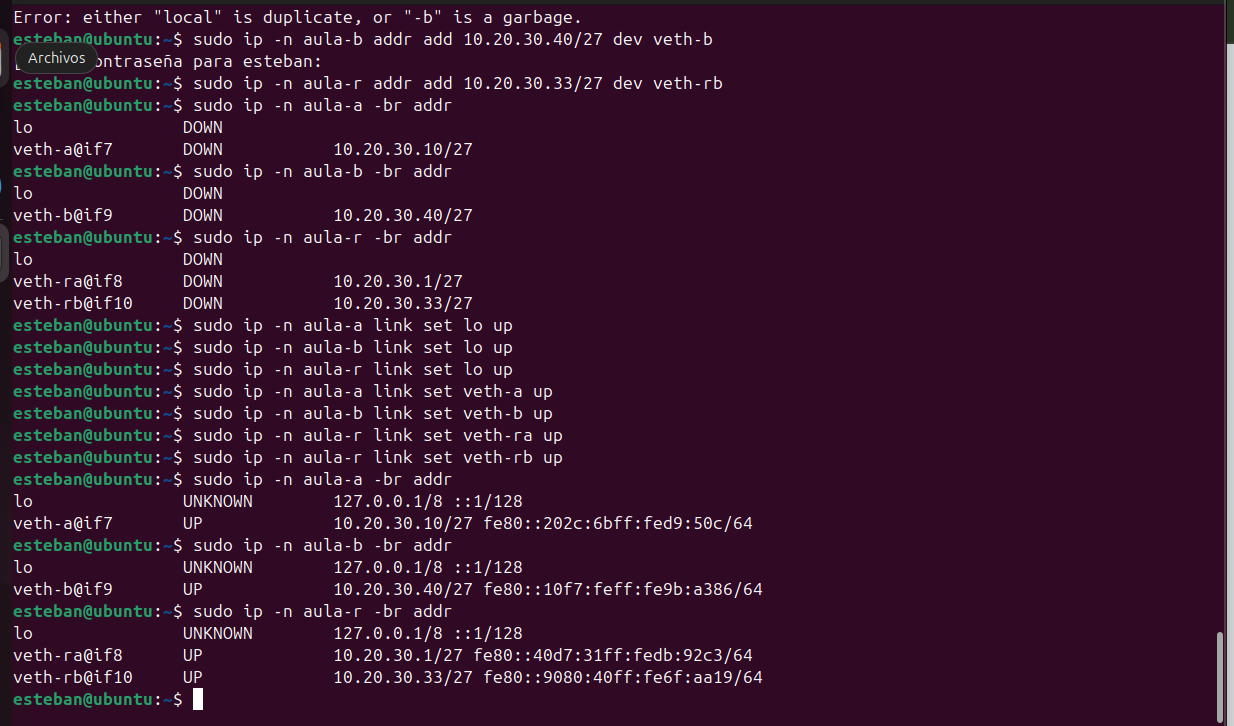 Error: either "local" is duplicate, or "-b" is a garbage.
esteban@ubuntu:~$ sudo ip -n aula-b addr add 10.20.30.40/27 dev veth-b
Archivos
ontraseña para esteban:
esteban@ubuntu:~$ sudo ip -n aula-r addr add 10.20.30.33/27 dev veth-rb
esteban@ubuntu:~$ sudo ip -n aula-a -br addr
lo               DOWN
veth-a@if7       DOWN           10.20.30.10/27
esteban@ubuntu:~$ sudo ip -n aula-b -br addr
lo               DOWN
veth-b@if9       DOWN           10.20.30.40/27
esteban@ubuntu:~$ sudo ip -n aula-r -br addr
lo               DOWN
veth-ra@if8      DOWN           10.20.30.1/27
veth-rb@if10     DOWN           10.20.30.33/27
esteban@ubuntu:~$ sudo ip -n aula-a link set lo up
esteban@ubuntu:~$ sudo ip -n aula-b link set lo up
esteban@ubuntu:~$ sudo ip -n aula-r link set lo up
esteban@ubuntu:~$ sudo ip -n aula-a link set veth-a up
esteban@ubuntu:~$ sudo ip -n aula-b link set veth-b up
esteban@ubuntu:~$ sudo ip -n aula-r link set veth-ra up
esteban@ubuntu:~$ sudo ip -n aula-r link set veth-rb up
esteban@ubuntu:~$ sudo ip -n aula-a -br addr
lo               UNKNOWN        127.0.0.1/8 ::1/128
veth-a@if7       UP             10.20.30.10/27 fe80::202c:6bff:fed9:50c/64
esteban@ubuntu:~$ sudo ip -n aula-b -br addr
lo               UNKNOWN        127.0.0.1/8 ::1/128
veth-b@if9       UP             10.20.30.40/27 fe80::10f7:feff:fe9b:a386/64
esteban@ubuntu:~$ sudo ip -n aula-r -br addr
lo               UNKNOWN        127.0.0.1/8 ::1/128
veth-ra@if8      UP             10.20.30.1/27 fe80::40d7:31ff:fedb:92c3/64
veth-rb@if10     UP             10.20.30.33/27 fe80::9080:40ff:fe6f:aa19/64
esteban@ubuntu:~$